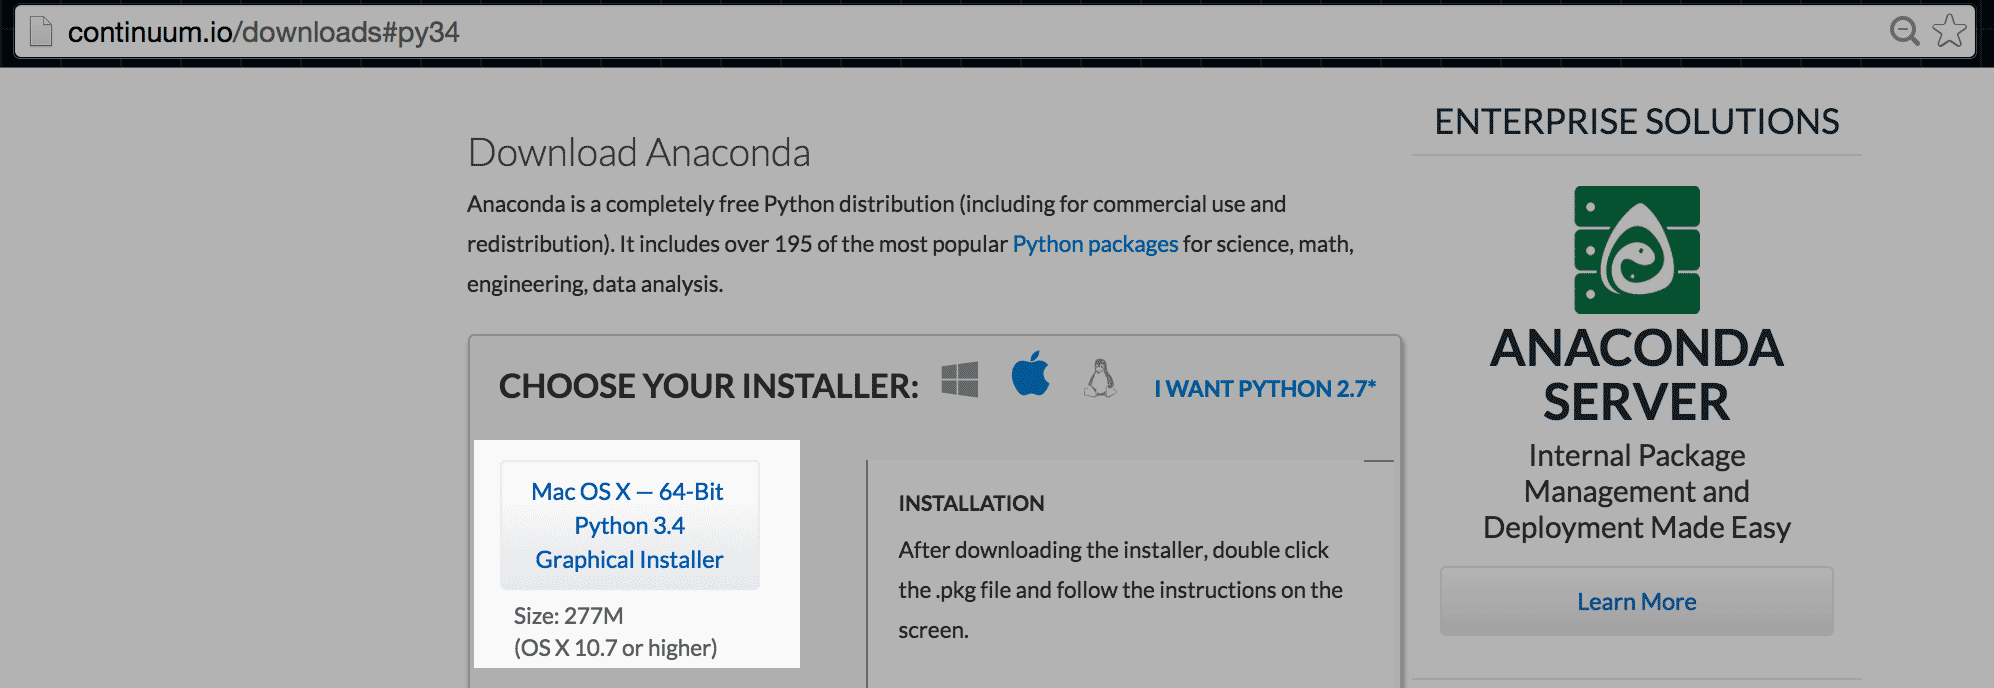 continuum.io/downloads#py34
Download Anaconda
Anaconda is a completely free Python distribution (including for commercial use and
redistribution). It includes over 195 of the most popular Python packages for science, math,
engineering, data analysis.
CHOOSE YOUR INSTALLER:
I WANT PYTHON 2.7*
Mac OS X — 64-Bit
Python 3.4
Graphical Installer
Size: 277M
(OS X 10.7 or higher)
INSTALLATION
After downloading the installer, double click
the .pkg file and follow the instructions on the
screen.
ENTERPRISE SOLUTIONS
ANACONDA
SERVER
Internal Package
Management and
Deployment Made Easy
Learn More